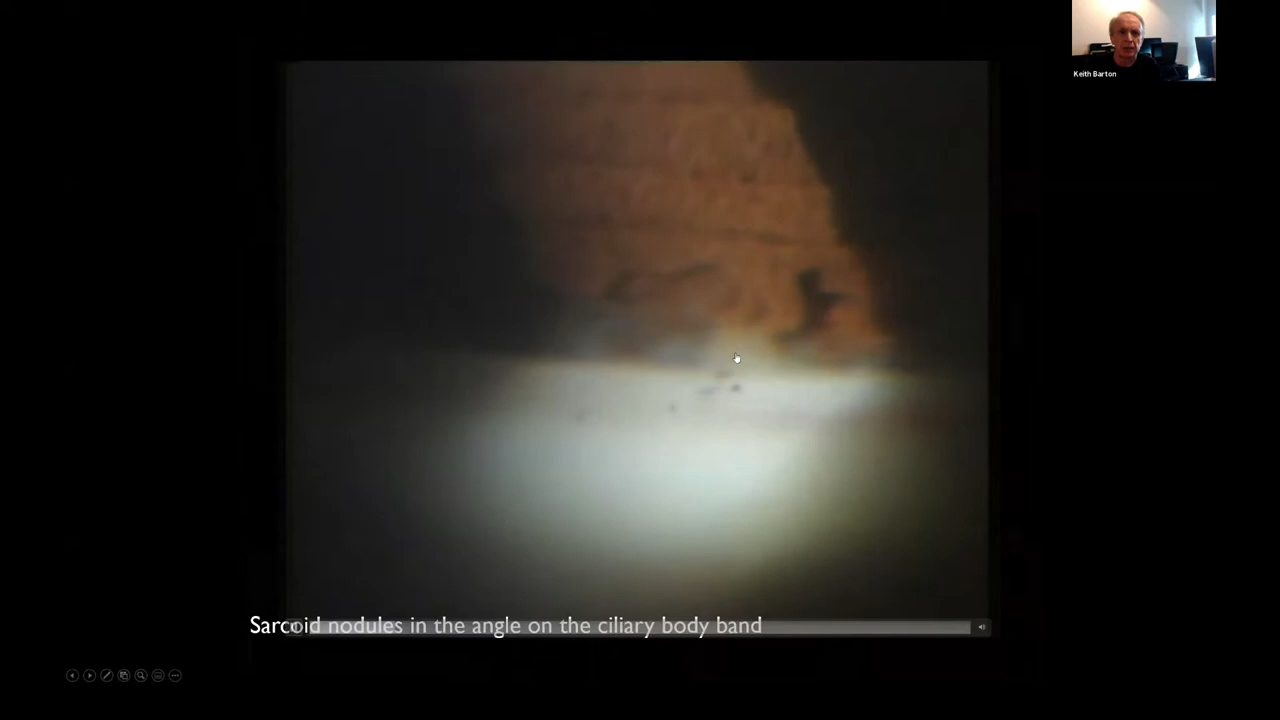 Keith Barton
Sarcoid nodules in the angle on the ciliary body band